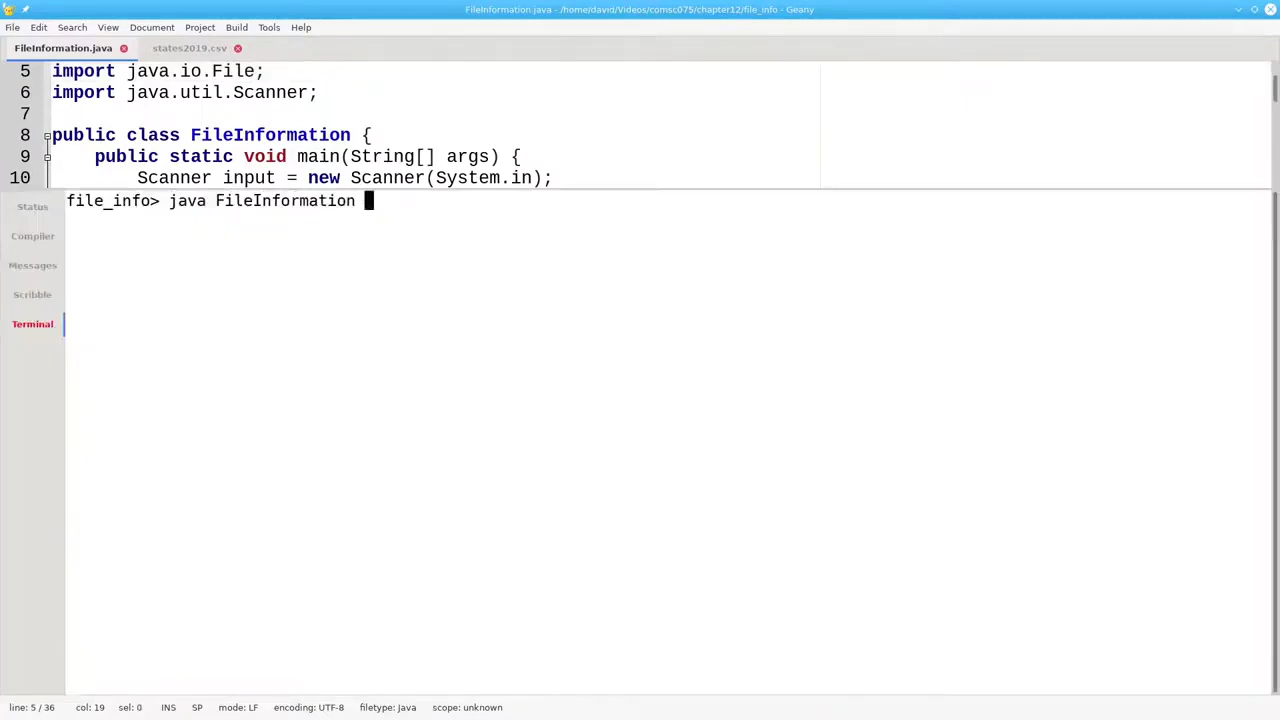 FileInformation.java - /home/david/Videos/comsc075/chapter12/file_info - Geany
File Edit Search View Document Project Build Tools Help
FileInformation.java states2019.csv
5 import java.io.File;
6 import java.util.Scanner;
7
8 public class FileInformation {
9 public static void main(String[] args) {
10 Scanner input = new Scanner(System.in);
file_info> java FileInformation
Status
Compiler
Messages
Scribble
Terminal
line: 5 / 36 col: 19 sel: 0 INS SP mode: LF encoding: UTF-8 filetype: Java scope: unknown